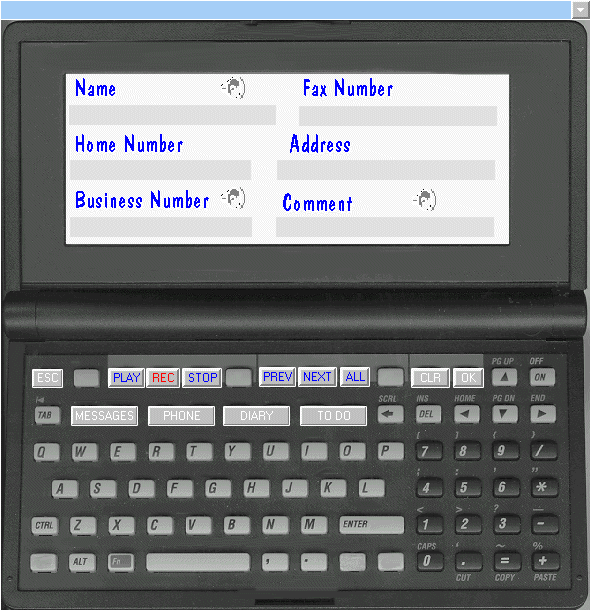 Name Fax Number
Home Number Address
Business Number Comment
PG UP OFF
ESC PLAY REC STOP PREV NEXT ALL CLR OK ▲ ON
SCRL INS HOME PG DN END
TAB MESSAGES PHONE DIARY TO DO DEL ◀ ▼ ▶
[ ] { }
Q W E R T Y U I O P 7 8 9 /
; : ' "
A S D F G H J K L 4 5 6 *
< > ?
CTRL Z X C V B N M ENTER 1 2 3 -
CAPS ' ~ %
ALT Fn , . 0 . = +
CUT COPY PASTE